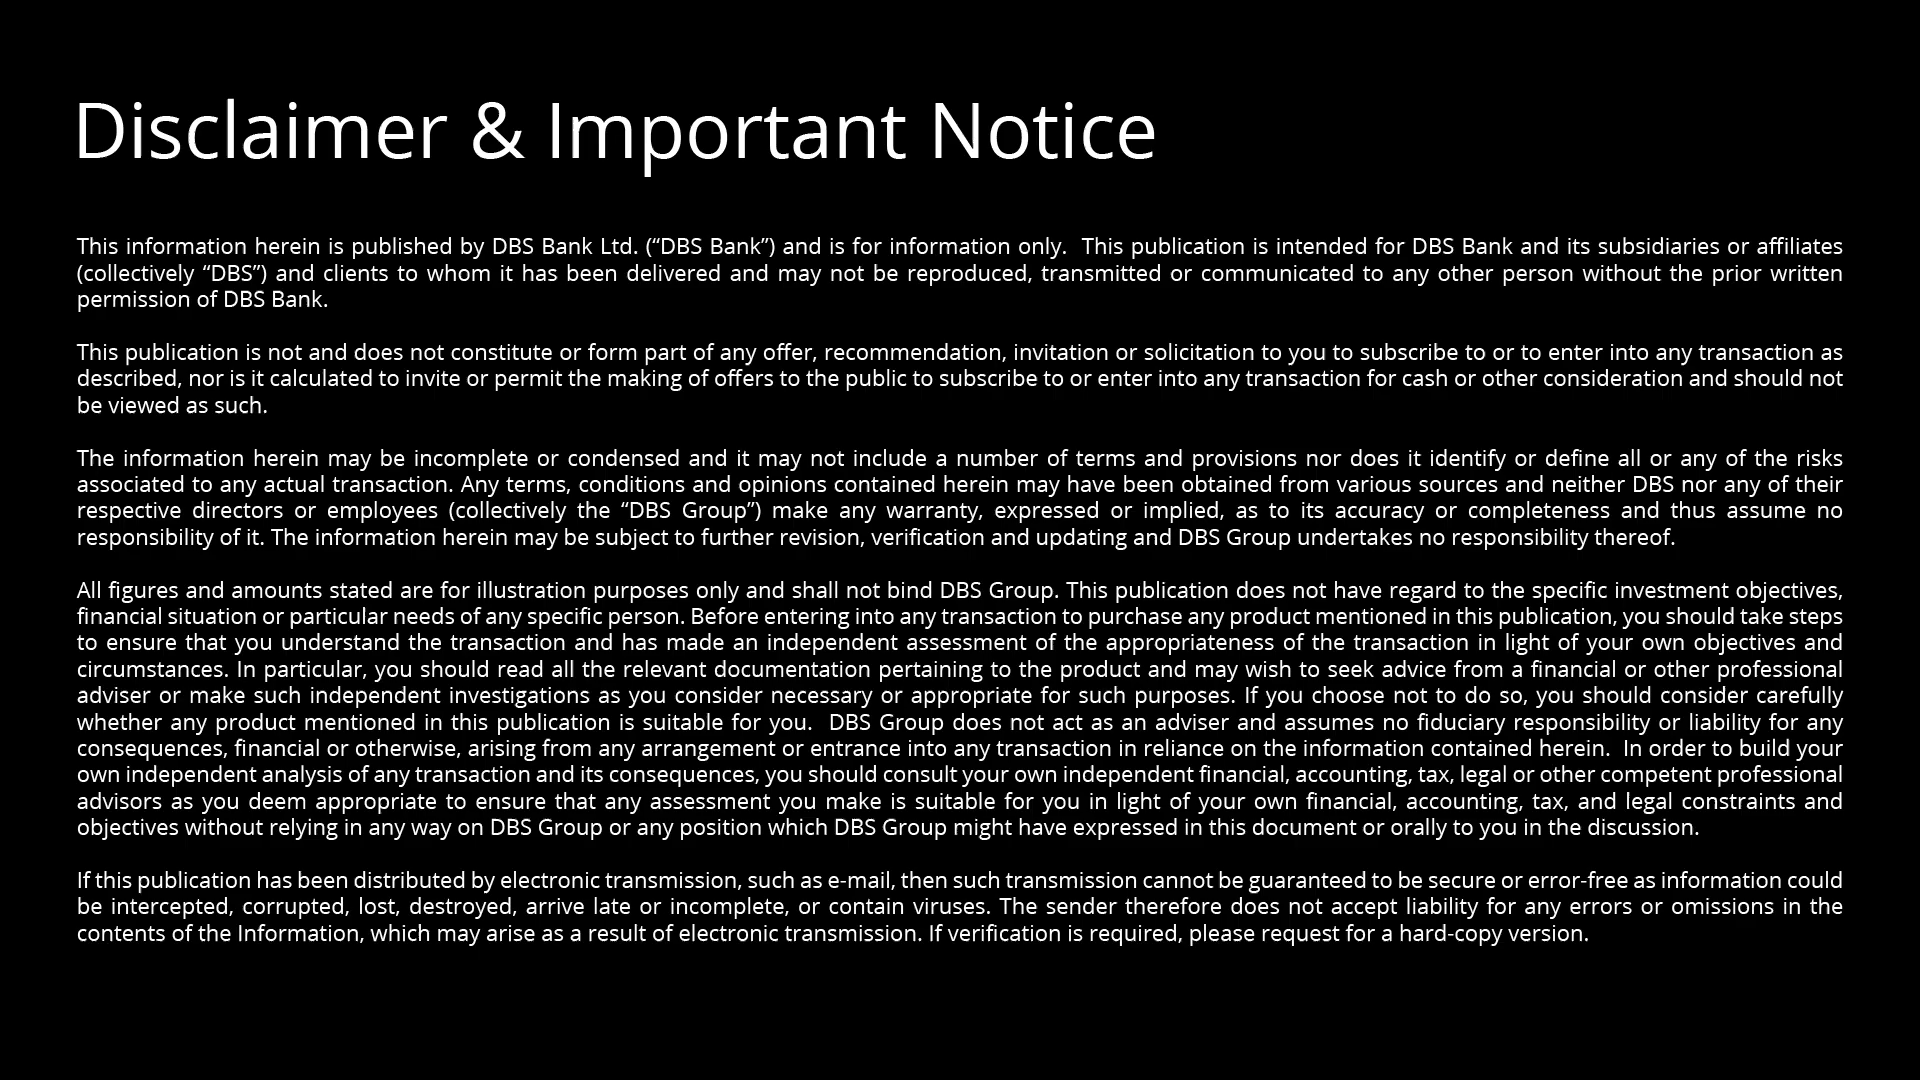 Disclaimer & Important Notice
This information herein is published by DBS Bank Ltd. (“DBS Bank”) and is for information only.  This publication is intended for DBS Bank and its subsidiaries or affiliates
(collectively “DBS”) and clients to whom it has been delivered and may not be reproduced, transmitted or communicated to any other person without the prior written
permission of DBS Bank.
This publication is not and does not constitute or form part of any offer, recommendation, invitation or solicitation to you to subscribe to or to enter into any transaction as
described, nor is it calculated to invite or permit the making of offers to the public to subscribe to or enter into any transaction for cash or other consideration and should not
be viewed as such.
The information herein may be incomplete or condensed and it may not include a number of terms and provisions nor does it identify or define all or any of the risks
associated to any actual transaction. Any terms, conditions and opinions contained herein may have been obtained from various sources and neither DBS nor any of their
respective directors or employees (collectively the “DBS Group”) make any warranty, expressed or implied, as to its accuracy or completeness and thus assume no
responsibility of it. The information herein may be subject to further revision, verification and updating and DBS Group undertakes no responsibility thereof.
All figures and amounts stated are for illustration purposes only and shall not bind DBS Group. This publication does not have regard to the specific investment objectives,
financial situation or particular needs of any specific person. Before entering into any transaction to purchase any product mentioned in this publication, you should take steps
to ensure that you understand the transaction and has made an independent assessment of the appropriateness of the transaction in light of your own objectives and
circumstances. In particular, you should read all the relevant documentation pertaining to the product and may wish to seek advice from a financial or other professional
adviser or make such independent investigations as you consider necessary or appropriate for such purposes. If you choose not to do so, you should consider carefully
whether any product mentioned in this publication is suitable for you.  DBS Group does not act as an adviser and assumes no fiduciary responsibility or liability for any
consequences, financial or otherwise, arising from any arrangement or entrance into any transaction in reliance on the information contained herein.  In order to build your
own independent analysis of any transaction and its consequences, you should consult your own independent financial, accounting, tax, legal or other competent professional
advisors as you deem appropriate to ensure that any assessment you make is suitable for you in light of your own financial, accounting, tax, and legal constraints and
objectives without relying in any way on DBS Group or any position which DBS Group might have expressed in this document or orally to you in the discussion.
If this publication has been distributed by electronic transmission, such as e-mail, then such transmission cannot be guaranteed to be secure or error-free as information could
be intercepted, corrupted, lost, destroyed, arrive late or incomplete, or contain viruses. The sender therefore does not accept liability for any errors or omissions in the
contents of the Information, which may arise as a result of electronic transmission. If verification is required, please request for a hard-copy version.